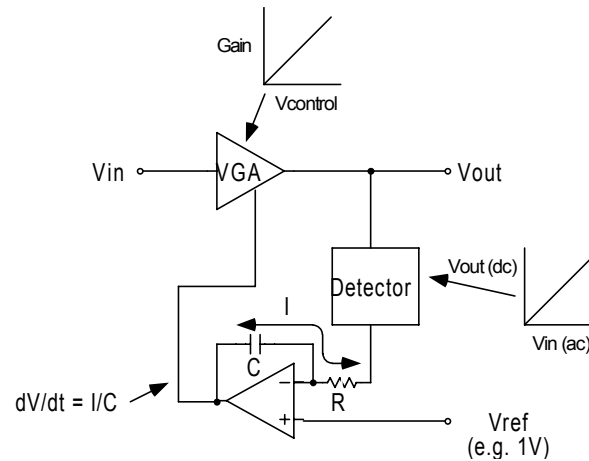 Gain
Vcontrol
Vin
VGA
Vout
Detector
Vout (dc)
Vin (ac)
I
C
R
−
+
dV/dt = I/C
Vref
(e.g. 1V)